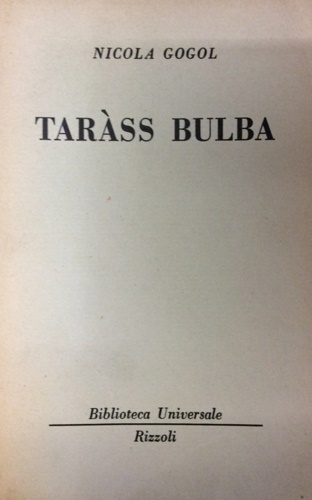 NICOLA GOGOL
TARÀSS BULBA
Biblioteca Universale
Rizzoli